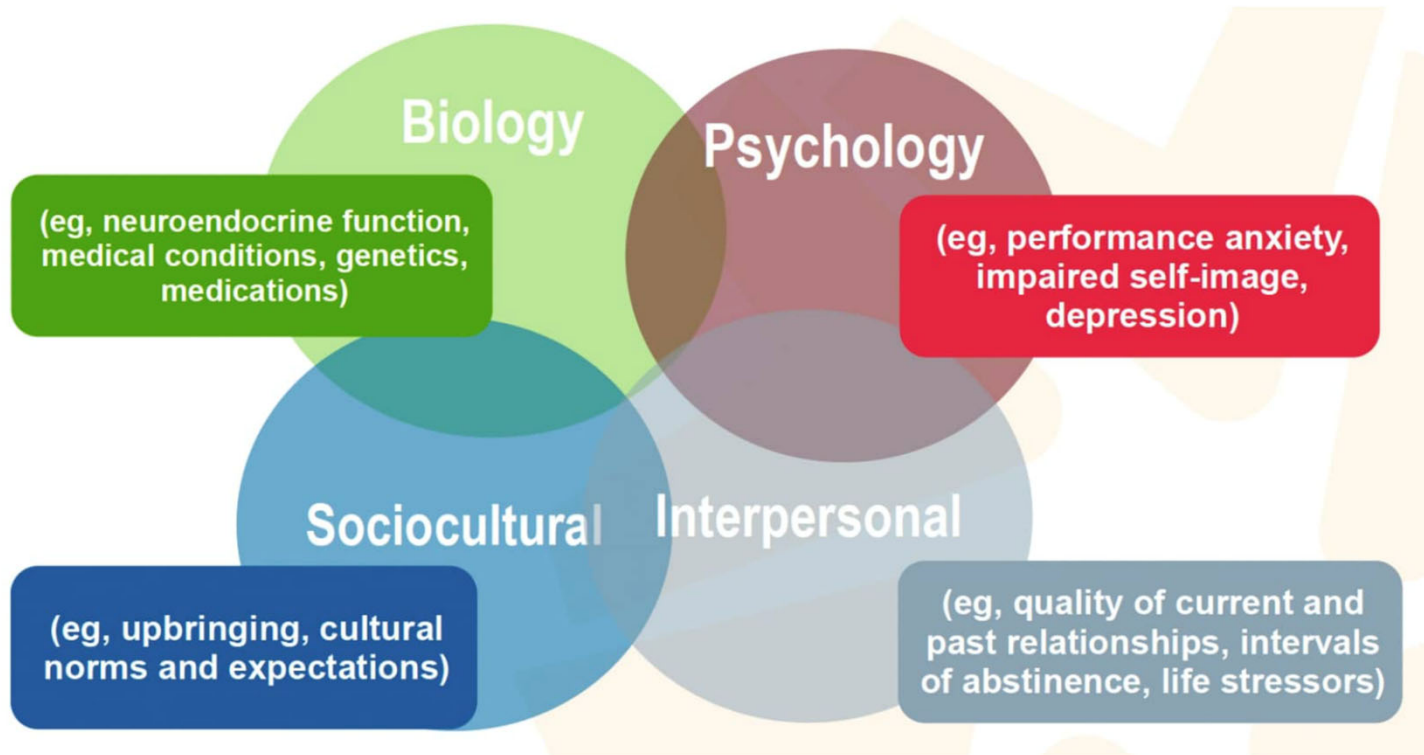 Biology
Psychology
(eg, neuroendocrine function,
medical conditions, genetics,
medications)
(eg, performance anxiety,
impaired self-image,
depression)
Sociocultural
Interpersonal
(eg, upbringing, cultural
norms and expectations)
(eg, quality of current and
past relationships, intervals
of abstinence, life stressors)